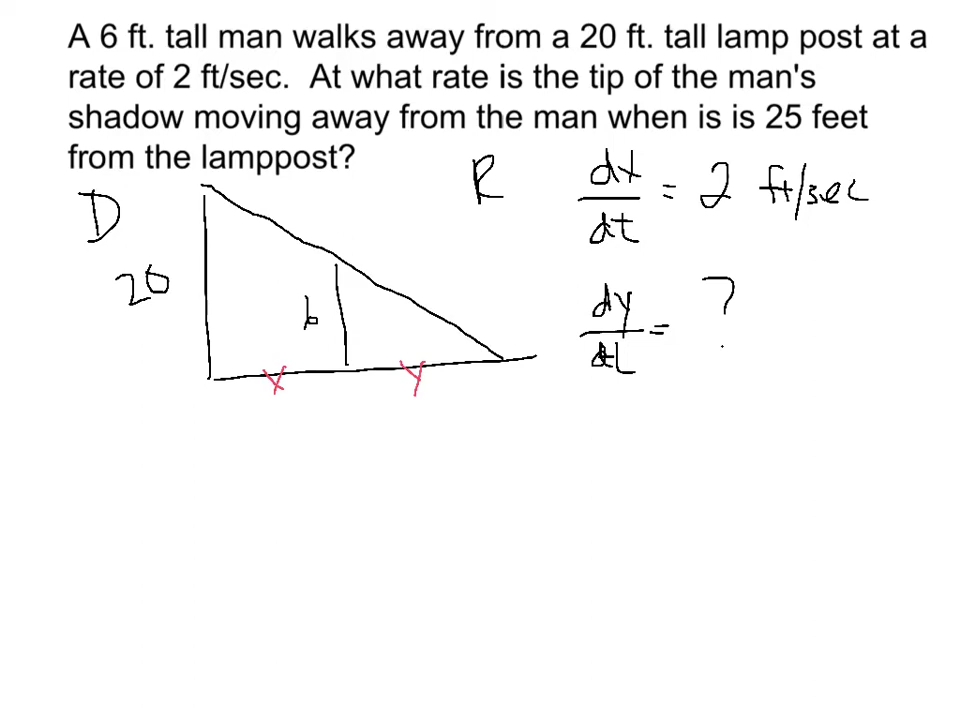 A 6 ft. tall man walks away from a 20 ft. tall lamp post at a
rate of 2 ft/sec. At what rate is the tip of the man's
shadow moving away from the man when is is 25 feet
from the lamppost?
D
R
dx/dt = 2 ft/sec
20
6
dy/dt = ?
x
y